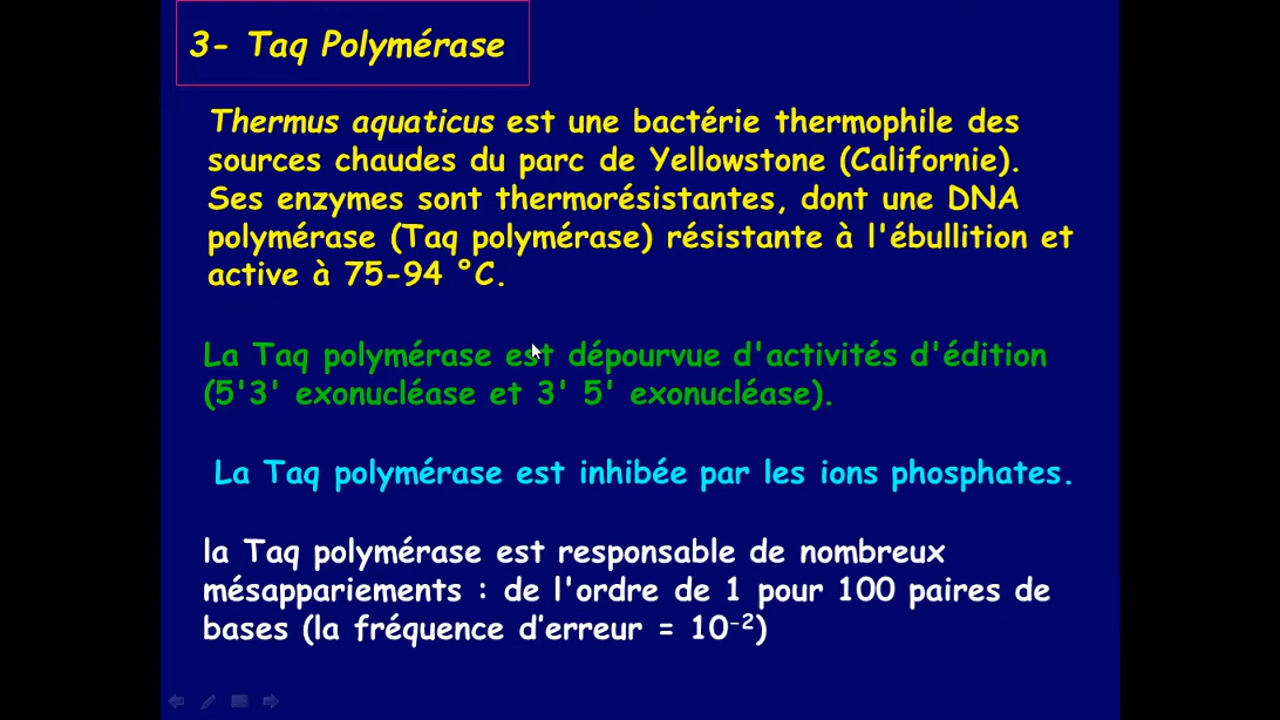 3- Taq Polymérase
Thermus aquaticus est une bactérie thermophile des
sources chaudes du parc de Yellowstone (Californie).
Ses enzymes sont thermorésistantes, dont une DNA
polymérase (Taq polymérase) résistante à l'ébullition et
active à 75-94 °C.
La Taq polymérase est dépourvue d'activités d'édition
(5'3' exonucléase et 3' 5' exonucléase).
La Taq polymérase est inhibée par les ions phosphates.
la Taq polymérase est responsable de nombreux
mésappariements : de l'ordre de 1 pour 100 paires de
bases (la fréquence d’erreur = 10⁻²)